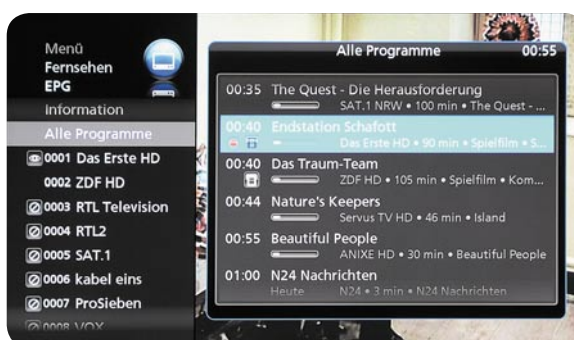 Menü
Fernsehen
EPG
Information
Alle Programme
0001 Das Erste HD
0002 ZDF HD
0003 RTL Television
0004 RTL2
0005 SAT.1
0006 kabel eins
0007 ProSieben
0008 VOX
Alle Programme 00:55
00:35 The Quest - Die Herausforderung
SAT.1 NRW • 100 min • The Quest - ...
00:40 Endstation Schafott
Das Erste HD • 90 min • Spielfilm • S...
00:40 Das Traum-Team
ZDF HD • 105 min • Spielfilm • Kom...
00:44 Nature's Keepers
Servus TV HD • 46 min • Island
00:55 Beautiful People
ANIXE HD • 30 min • Beautiful People
01:00 N24 Nachrichten
Heute N24 • 3 min • N24 Nachrichten